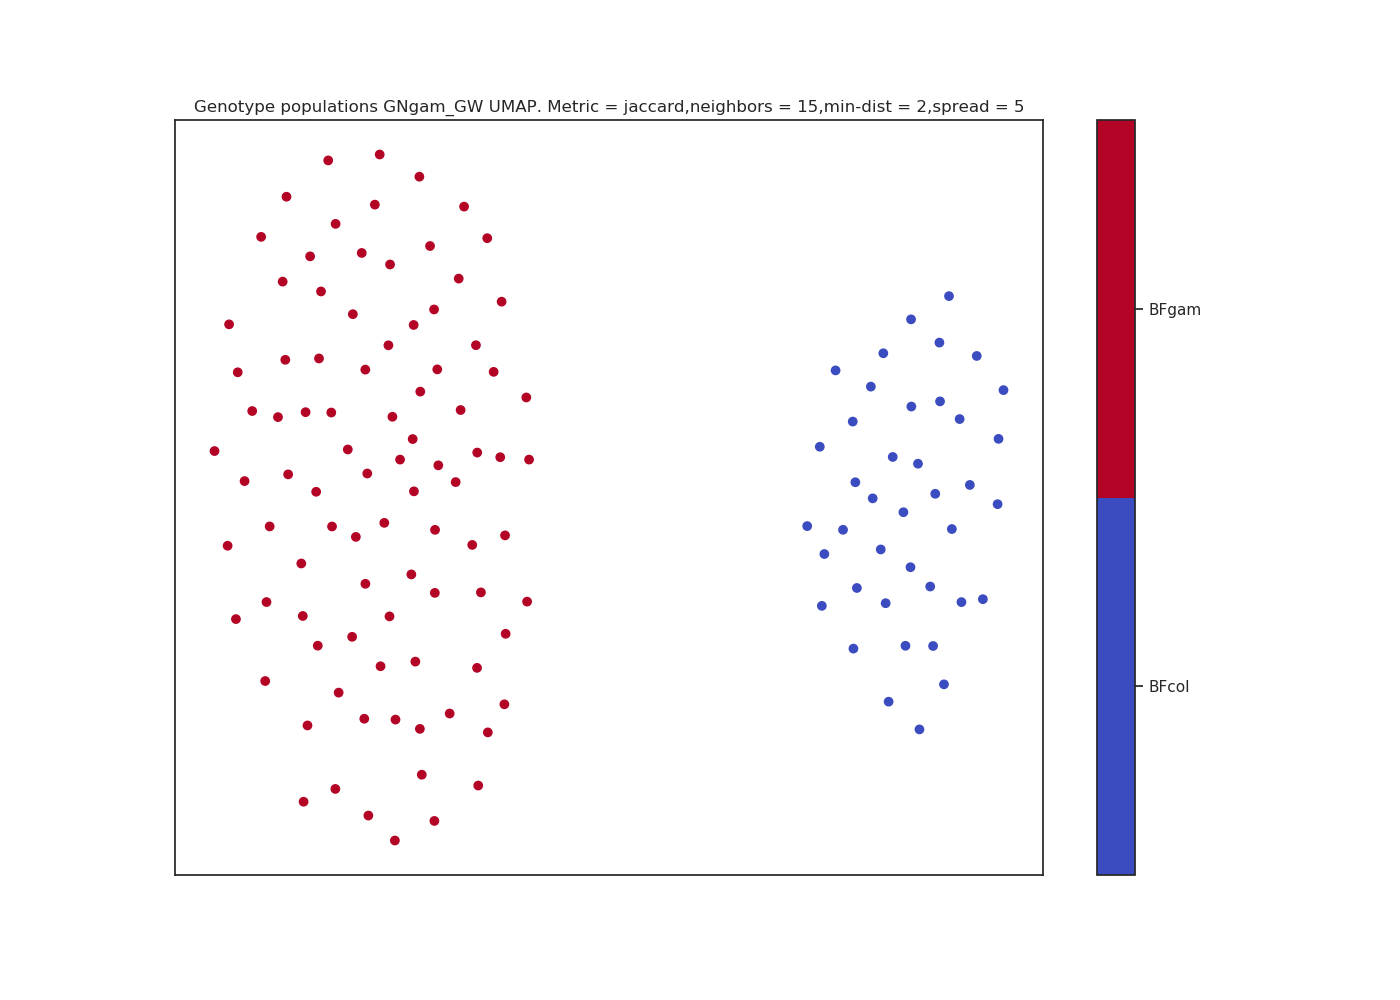 Genotype populations GNgam_GW UMAP. Metric = jaccard,neighbors = 15,min-dist = 2,spread = 5
BFgam
BFcol